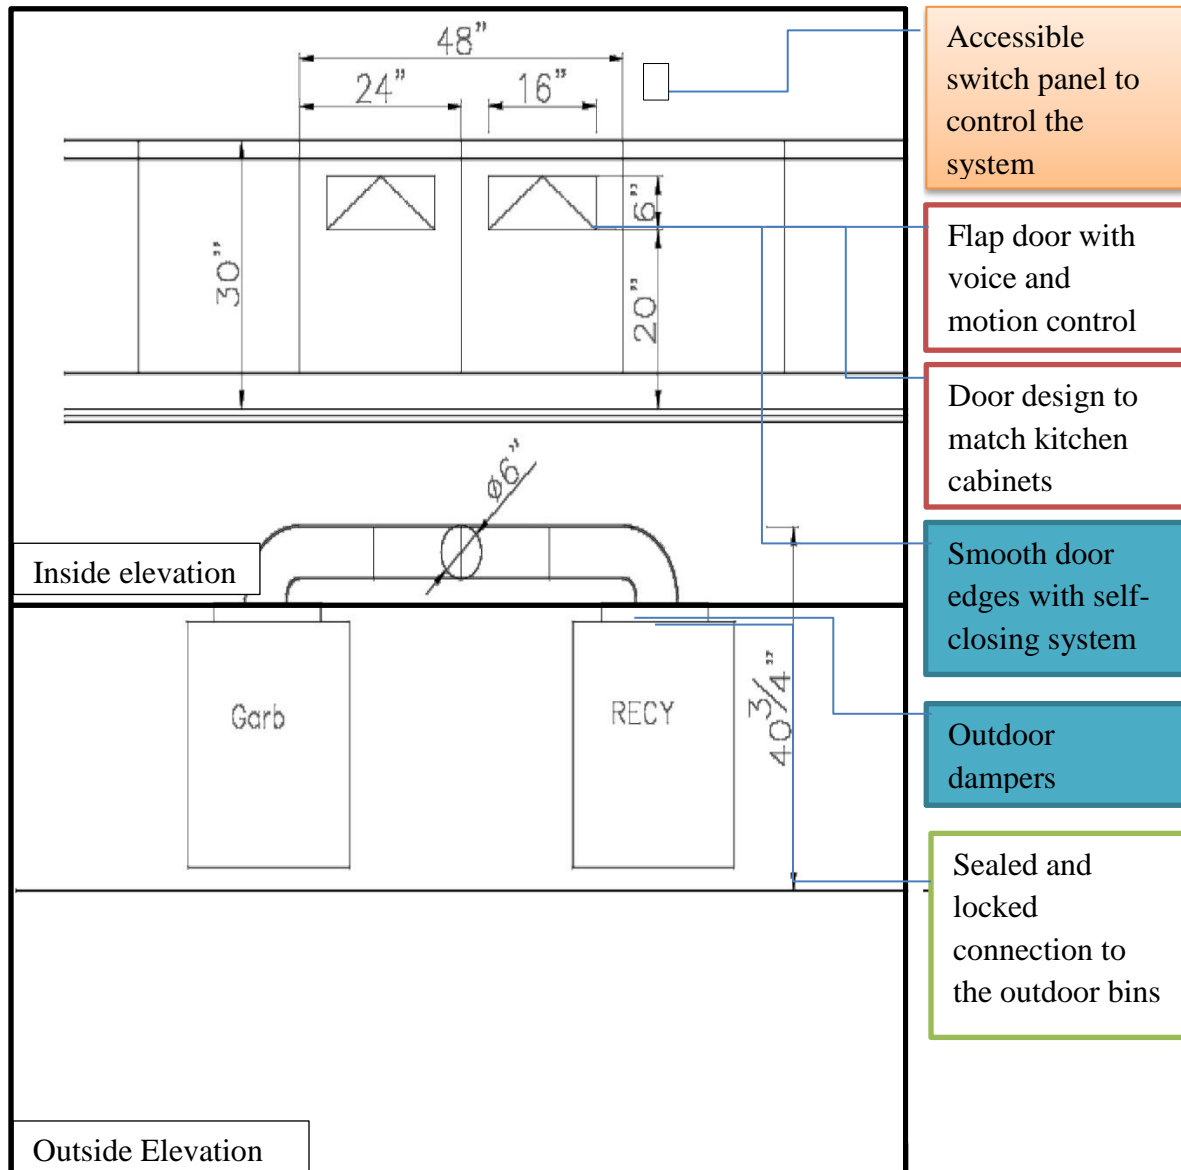 48”
24”
16”
6”
30”
20”
ø6”
Inside elevation
Garb
RECY
40 3/4”
Outside Elevation
Accessible
switch panel to
control the
system
Flap door with
voice and
motion control
Door design to
match kitchen
cabinets
Smooth door
edges with self-
closing system
Outdoor
dampers
Sealed and
locked
connection to
the outdoor bins